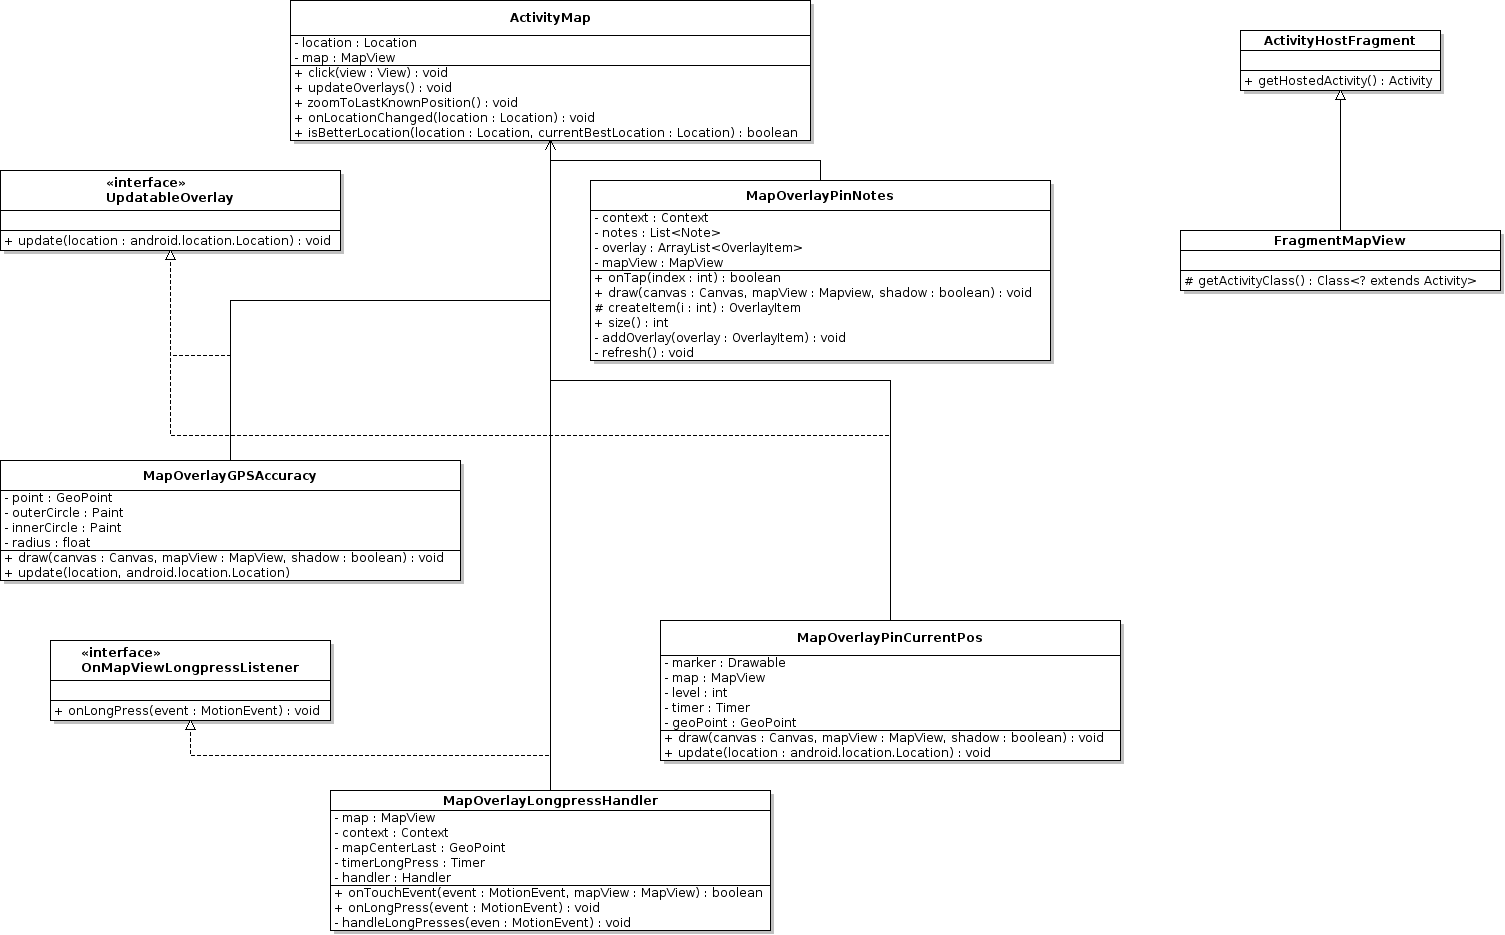 ActivityMap
- location : Location
- map : MapView
+ click(view : View) : void
+ updateOverlays() : void
+ zoomToLastKnownPosition() : void
+ onLocationChanged(location : Location) : void
+ isBetterLocation(location : Location, currentBestLocation : Location) : boolean
ActivityHostFragment
+ getHostedActivity() : Activity
«interface»
UpdatableOverlay
+ update(location : android.location.Location) : void
MapOverlayPinNotes
- context : Context
- notes : List<Note>
- overlay : ArrayList<OverlayItem>
- mapView : MapView
+ onTap(index : int) : boolean
+ draw(canvas : Canvas, mapView : Mapview, shadow : boolean) : void
# createItem(i : int) : OverlayItem
+ size() : int
- addOverlay(overlay : OverlayItem) : void
- refresh() : void
FragmentMapView
# getActivityClass() : Class<? extends Activity>
MapOverlayGPSAccuracy
- point : GeoPoint
- outerCircle : Paint
- innerCircle : Paint
- radius : float
+ draw(canvas : Canvas, mapView : MapView, shadow : boolean) : void
+ update(location, android.location.Location)
«interface»
OnMapViewLongpressListener
+ onLongPress(event : MotionEvent) : void
MapOverlayPinCurrentPos
- marker : Drawable
- map : MapView
- level : int
- timer : Timer
- geoPoint : GeoPoint
+ draw(canvas : Canvas, mapView : MapView, shadow : boolean) : void
+ update(location : android.location.Location) : void
MapOverlayLongpressHandler
- map : MapView
- context : Context
- mapCenterLast : GeoPoint
- timerLongPress : Timer
- handler : Handler
+ onTouchEvent(event : MotionEvent, mapView : MapView) : boolean
+ onLongPress(event : MotionEvent) : void
- handleLongPresses(even : MotionEvent) : void